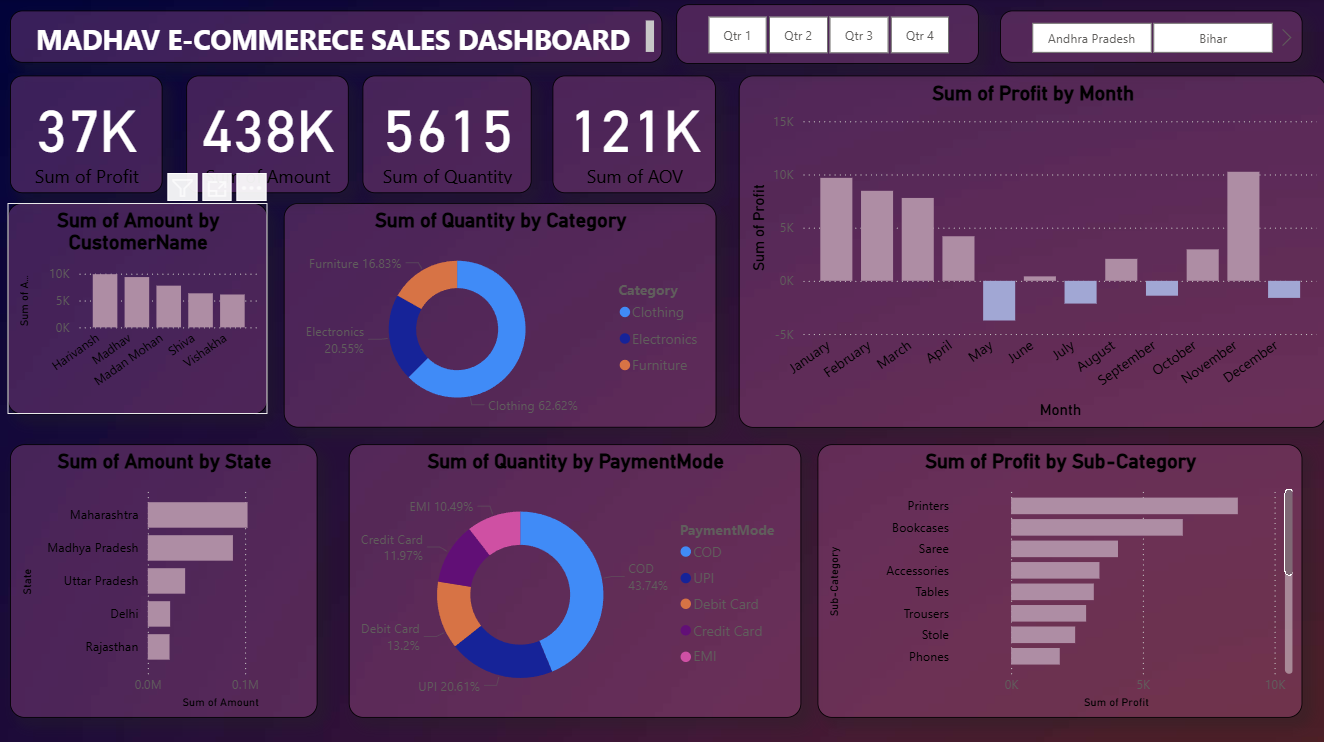 MADHAV E-COMMERECE SALES DASHBOARD
Qtr 1
Qtr 2
Qtr 3
Qtr 4
Andhra Pradesh
Bihar
37K
Sum of Profit
438K
of Amount
5615
Sum of Quantity
121K
Sum of AOV
Sum of Profit by Month
Sum of Profit
15K
10K
5K
0K
-5K
January
February
March
April
May
June
July
August
September
October
November
December
Month
Sum of Amount by
CustomerName
Sum of A...
10K
5K
0K
Harivansh
Madhav
Madan Mohan
Shiva
Vishakha
Sum of Quantity by Category
Furniture 16.83%
Electronics
20.55%
Clothing 62.62%
Category
Clothing
Electronics
Furniture
Sum of Amount by State
State
Maharashtra
Madhya Pradesh
Uttar Pradesh
Delhi
Rajasthan
0.0M
0.1M
Sum of Amount
Sum of Quantity by PaymentMode
EMI 10.49%
Credit Card
11.97%
Debit Card
13.2%
UPI 20.61%
COD
43.74%
PaymentMode
COD
UPI
Debit Card
Credit Card
EMI
Sum of Profit by Sub-Category
Sub-Category
Printers
Bookcases
Saree
Accessories
Tables
Trousers
Stole
Phones
0K
5K
10K
Sum of Profit